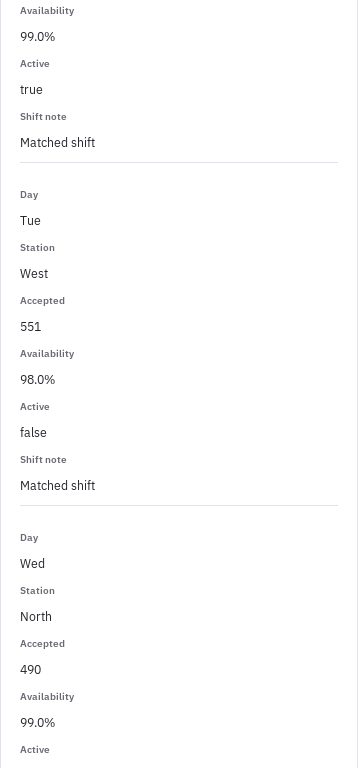 Availability
99.0%
Active
true
Shift note
Matched shift
Day
Tue
Station
West
Accepted
551
Availability
98.0%
Active
false
Shift note
Matched shift
Day
Wed
Station
North
Accepted
490
Availability
99.0%
Active